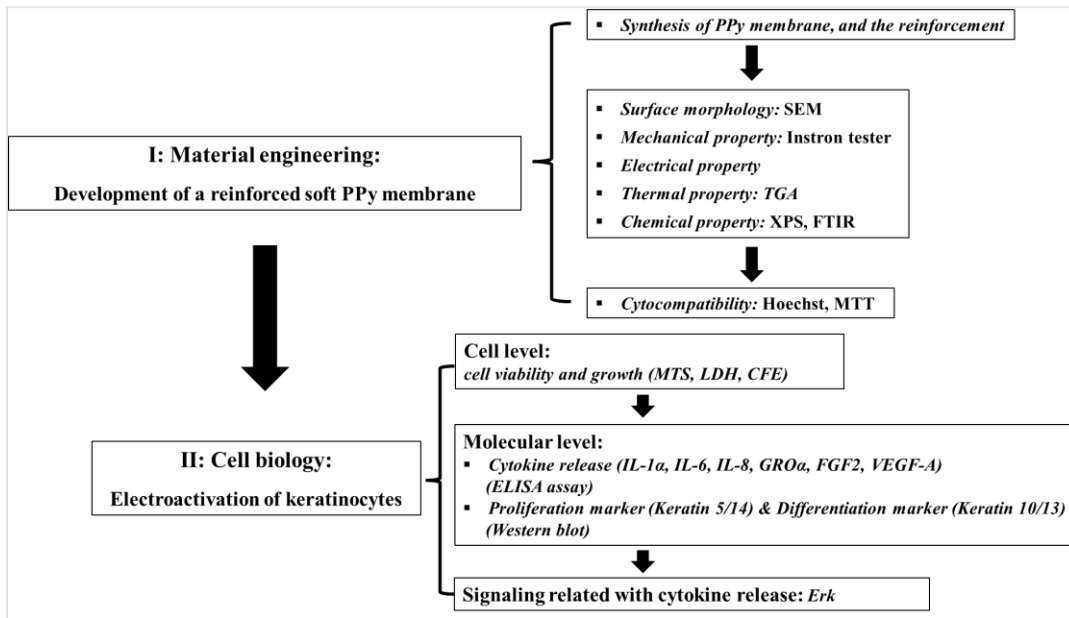 ▪ Synthesis of PPy membrane, and the reinforcement
▪ Surface morphology: SEM
▪ Mechanical property: Instron tester
▪ Electrical property
▪ Thermal property: TGA
▪ Chemical property: XPS, FTIR
▪ Cytocompatibility: Hoechst, MTT
I: Material engineering:
Development of a reinforced soft PPy membrane
Cell level:
cell viability and growth (MTS, LDH, CFE)
Molecular level:
▪ Cytokine release (IL-1α, IL-6, IL-8, GROα, FGF2, VEGF-A)
(ELISA assay)
▪ Proliferation marker (Keratin 5/14) & Differentiation marker (Keratin 10/13)
(Western blot)
Signaling related with cytokine release: Erk
II: Cell biology:
Electroactivation of keratinocytes